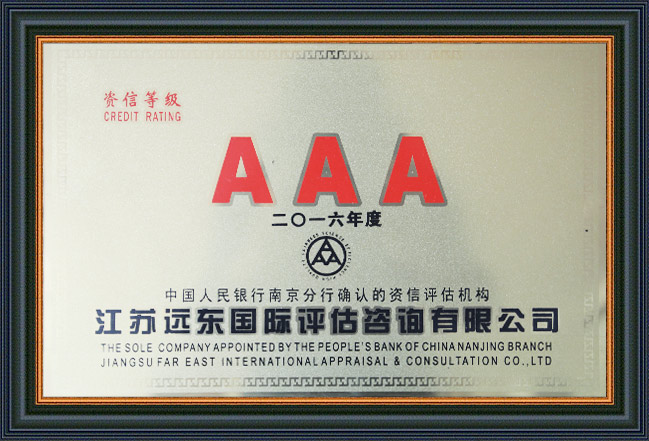 资信等级
CREDIT RATING
AAA
二〇一六年度
中国人民银行南京分行确认的资信评估机构
江苏远东国际评估咨询有限公司
THE SOLE COMPANY APPOINTED BY THE PEOPLE'S BANK OF CHINA NANJING BRANCH
JIANGSU FAR EAST INTERNATIONAL APPRAISAL & CONSULTATION CO.,LTD